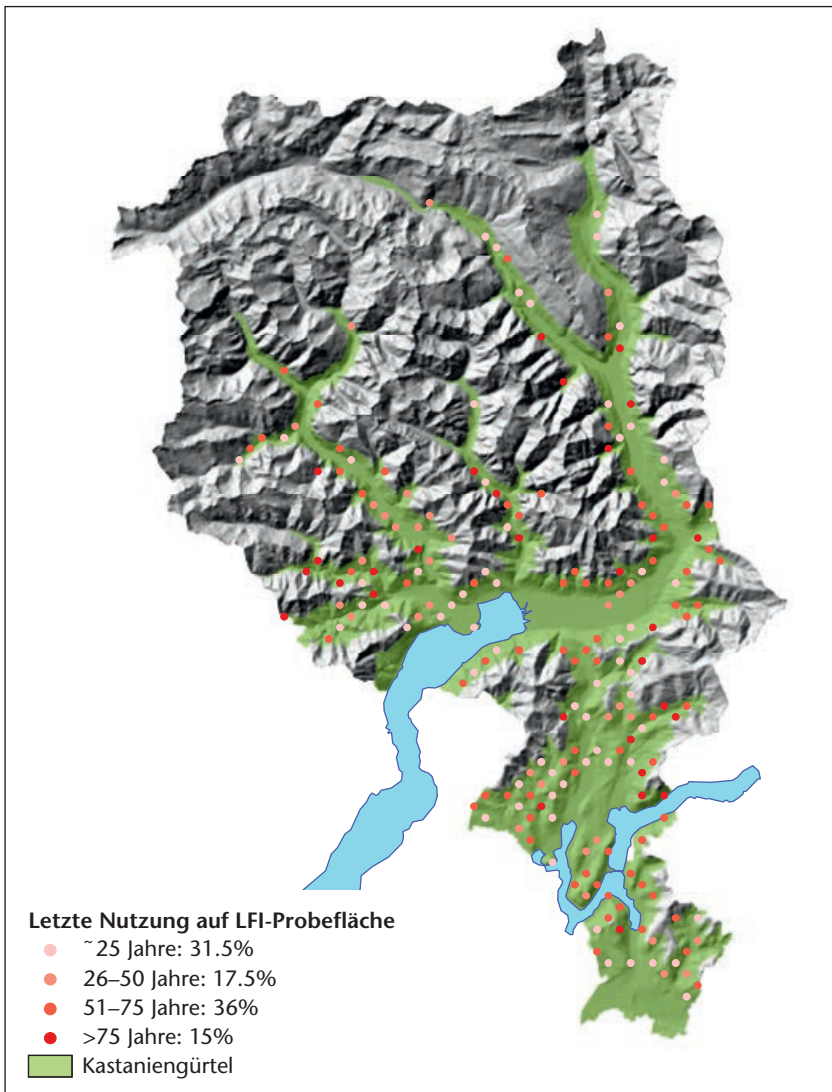 Letzte Nutzung auf LFI-Probefläche
~25 Jahre: 31.5%
26–50 Jahre: 17.5%
51–75 Jahre: 36%
>75 Jahre: 15%
Kastaniengürtel